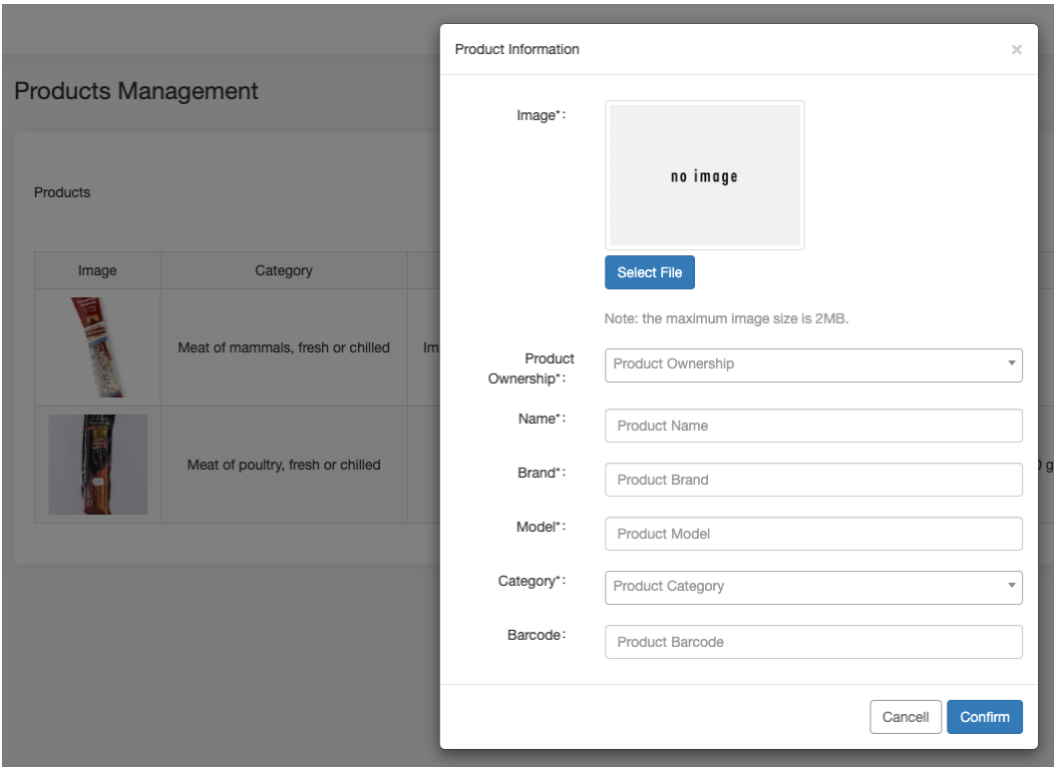 Product Information
×
Products Management
Image*:
no image
Products
Image
Category
Select File
Note: the maximum image size is 2MB.
Meat of mammals, fresh or chilled
Im
Product
Ownership*:
Product Ownership
Name*:
Product Name
Meat of poultry, fresh or chilled
Brand*:
Product Brand
g
Model*:
Product Model
Category*:
Product Category
Barcode:
Product Barcode
Cancell
Confirm